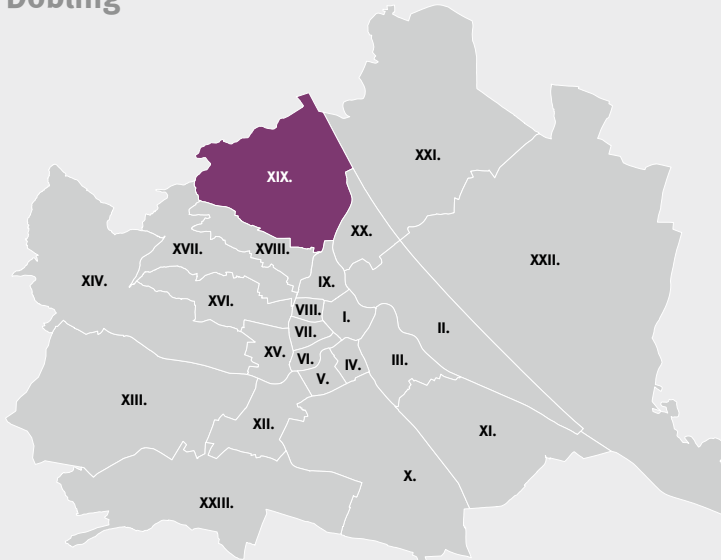 Döbling
XXI.
XIX.
XX.
XVII.
XVIII.
XXII.
XIV.
IX.
XVI.
VIII.
I.
II.
VII.
XV.
VI.
IV.
III.
V.
XIII.
XII.
XI.
X.
XXIII.